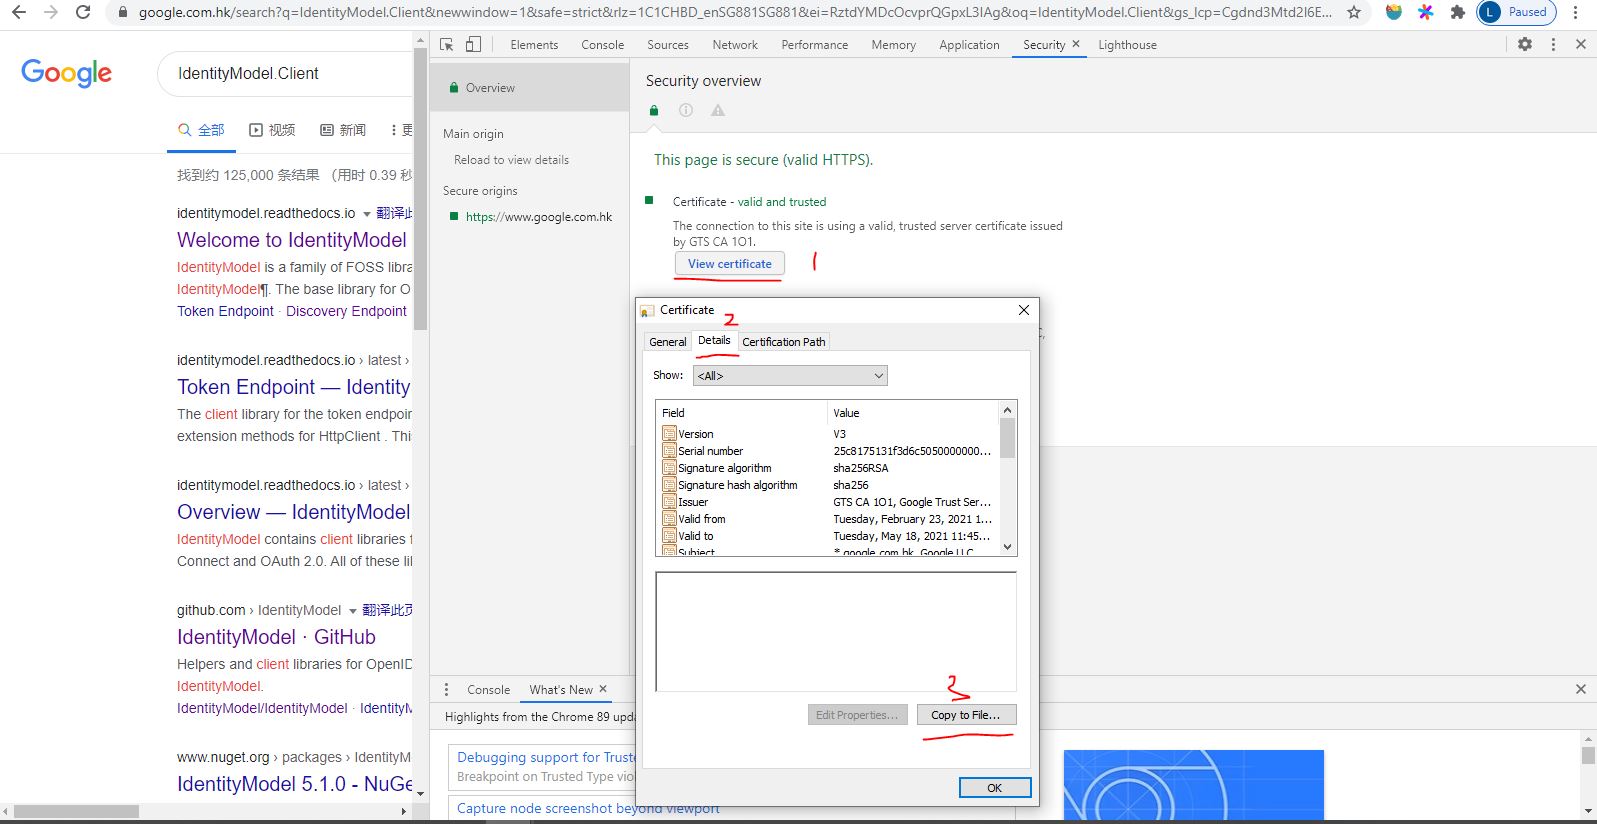 google.com.hk/search?q=IdentityModel.Client&newwindow=1&safe=strict&rlz=1C1CHBD_enSG881SG881&ei=RztdYMDcOcvprQGpxL3IAg&oq=IdentityModel.Client&gs_lcp=Cgdnd3Mtd2l6E...
L Paused
Elements Console Sources Network Performance Memory Application Security × Lighthouse
Google
IdentityModel.Client
全部 视频 新闻
找到约 125,000 条结果 （用时 0.39 秒
identitymodel.readthedocs.io 翻译此
Welcome to IdentityModel
IdentityModel is a family of FOSS libra
IdentityModel¶. The base library for O
Token Endpoint · Discovery Endpoint
identitymodel.readthedocs.io › latest ›
Token Endpoint — Identity
The client library for the token endpoin
extension methods for HttpClient . Thi
identitymodel.readthedocs.io › latest ›
Overview — IdentityModel
IdentityModel contains client libraries f
Connect and OAuth 2.0. All of these lil
github.com › IdentityModel 翻译此页
IdentityModel · GitHub
Helpers and client libraries for OpenID
IdentityModel.
IdentityModel/IdentityModel · IdentityM
www.nuget.org › packages › IdentityM
IdentityModel 5.1.0 - NuGe
Overview
Main origin
Reload to view details
Secure origins
https://www.google.com.hk
Security overview
This page is secure (valid HTTPS).
Certificate - valid and trusted
The connection to this site is using a valid, trusted server certificate issued
by GTS CA 1O1.
View certificate 1
Certificate
2
General Details Certification Path
Show: <All>
Field Value
Version V3
Serial number 25c8175131f3d6c5050000000...
Signature algorithm sha256RSA
Signature hash algorithm sha256
Issuer GTS CA 1O1, Google Trust Ser...
Valid from Tuesday, February 23, 2021 1...
Valid to Tuesday, May 18, 2021 11:45...
Subject *.google.com.hk, Google LLC
3
Edit Properties... Copy to File...
OK
Console What's New ×
Highlights from the Chrome 89 upda
Debugging support for Truste
Breakpoint on Trusted Type viol
Capture node screenshot beyond viewport